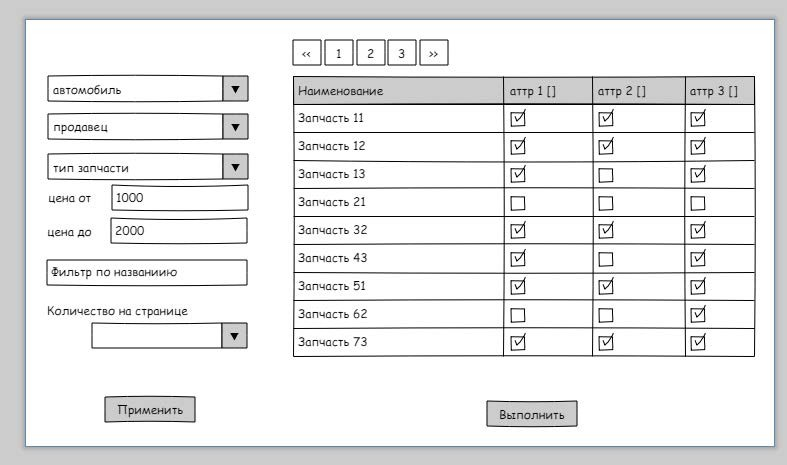 << 1 2 3 >>
автомобиль
продавец
тип запчасти
цена от 1000
цена до 2000
Фильтр по названиию
Количество на странице
Применить
Наименование аттр 1 [] аттр 2 [] аттр 3 []
Запчасть 11
Запчасть 12
Запчасть 13
Запчасть 21
Запчасть 32
Запчасть 43
Запчасть 51
Запчасть 62
Запчасть 73
Выполнить